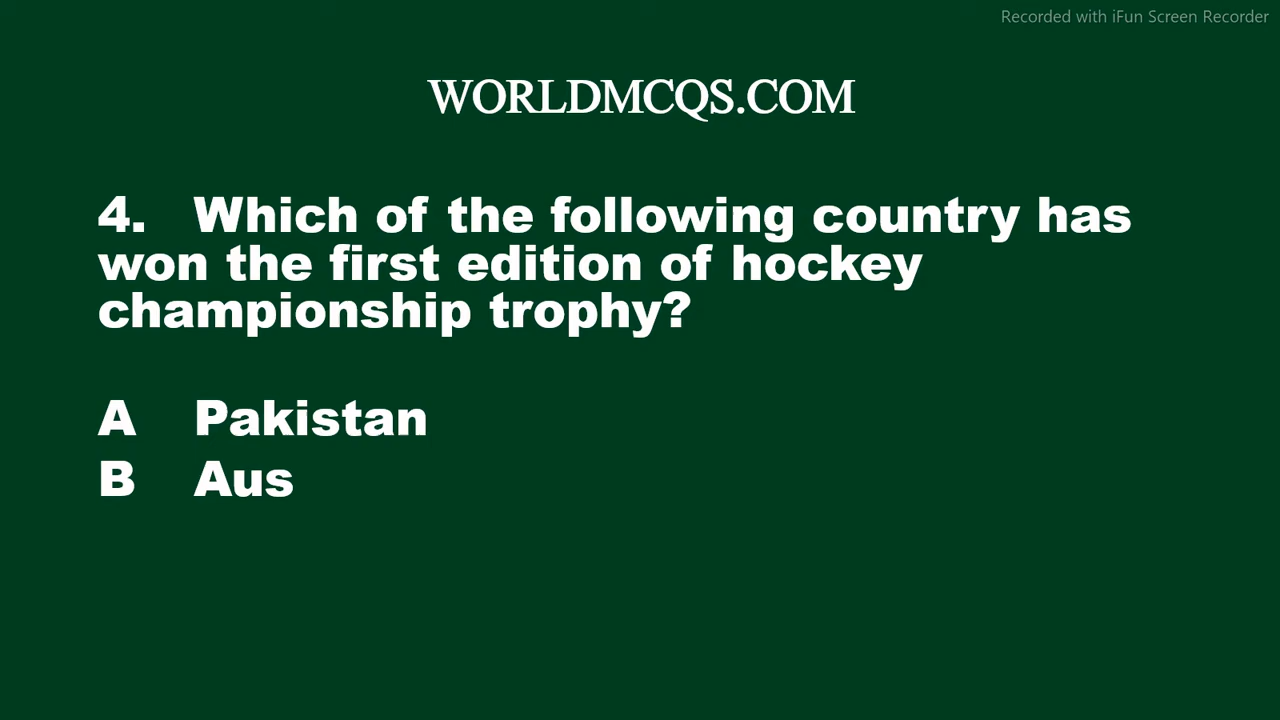 Recorded with iFun Screen Recorder
WORLDMCQS.COM
4. Which of the following country has
won the first edition of hockey
championship trophy?
A Pakistan
B Aus